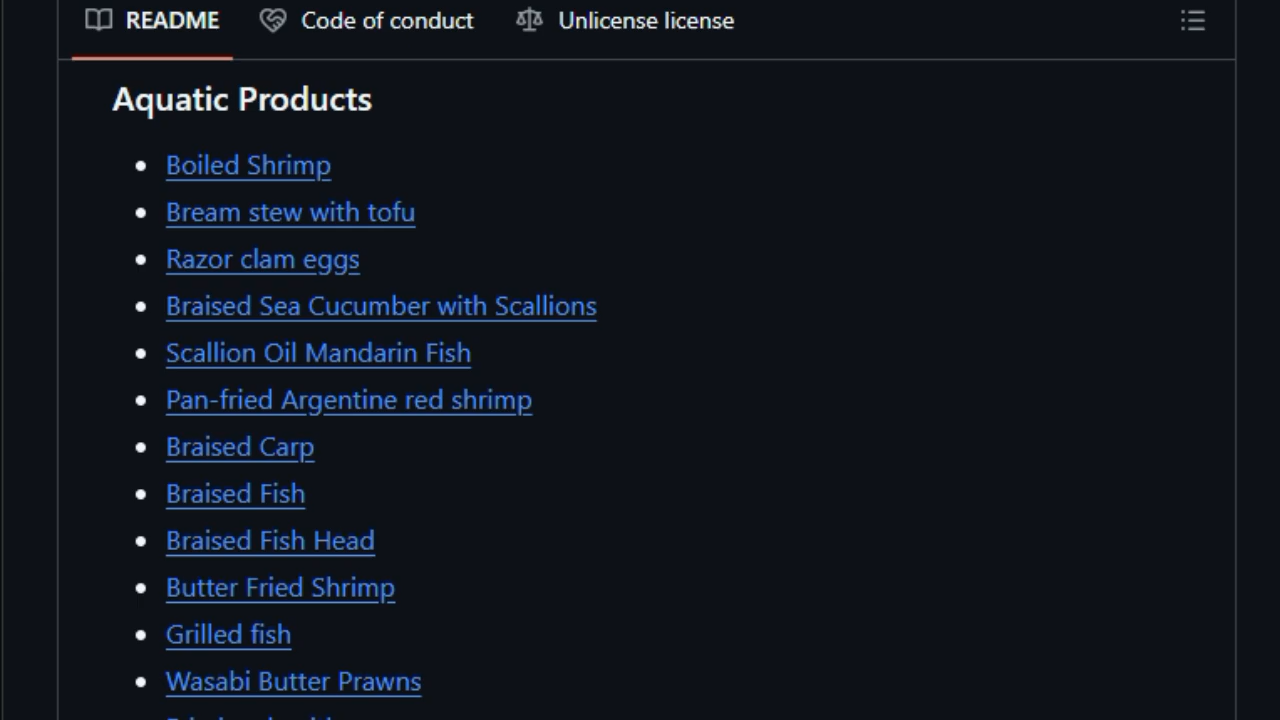 README Code of conduct Unlicense license
Aquatic Products
Boiled Shrimp
Bream stew with tofu
Razor clam eggs
Braised Sea Cucumber with Scallions
Scallion Oil Mandarin Fish
Pan-fried Argentine red shrimp
Braised Carp
Braised Fish
Braised Fish Head
Butter Fried Shrimp
Grilled fish
Wasabi Butter Prawns